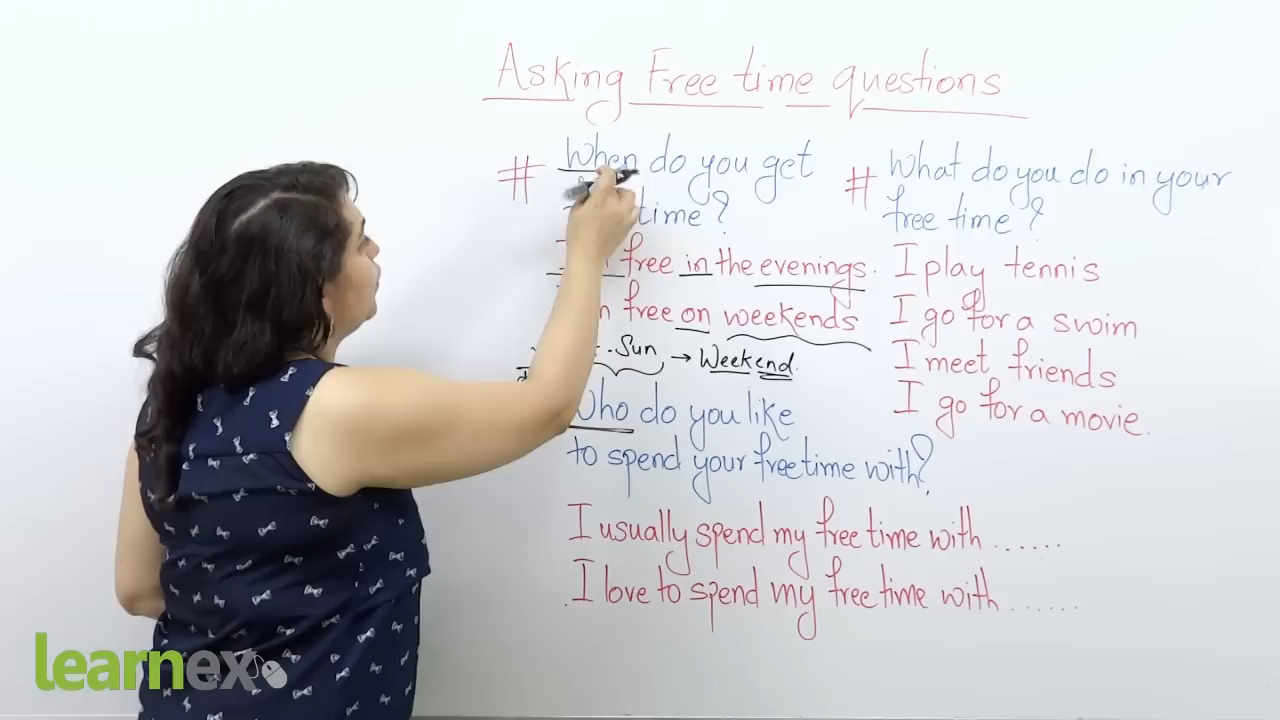 Asking Free time questions
# When do you get
time?
free in the evenings.
free on weekends
Sun → Weekend.
Who do you like
to spend your free time with?
I usually spend my free time with ......
I love to spend my free time with ......
# What do you do in your
free time?
I play tennis
I go for a swim
I meet friends
I go for a movie.
learnex